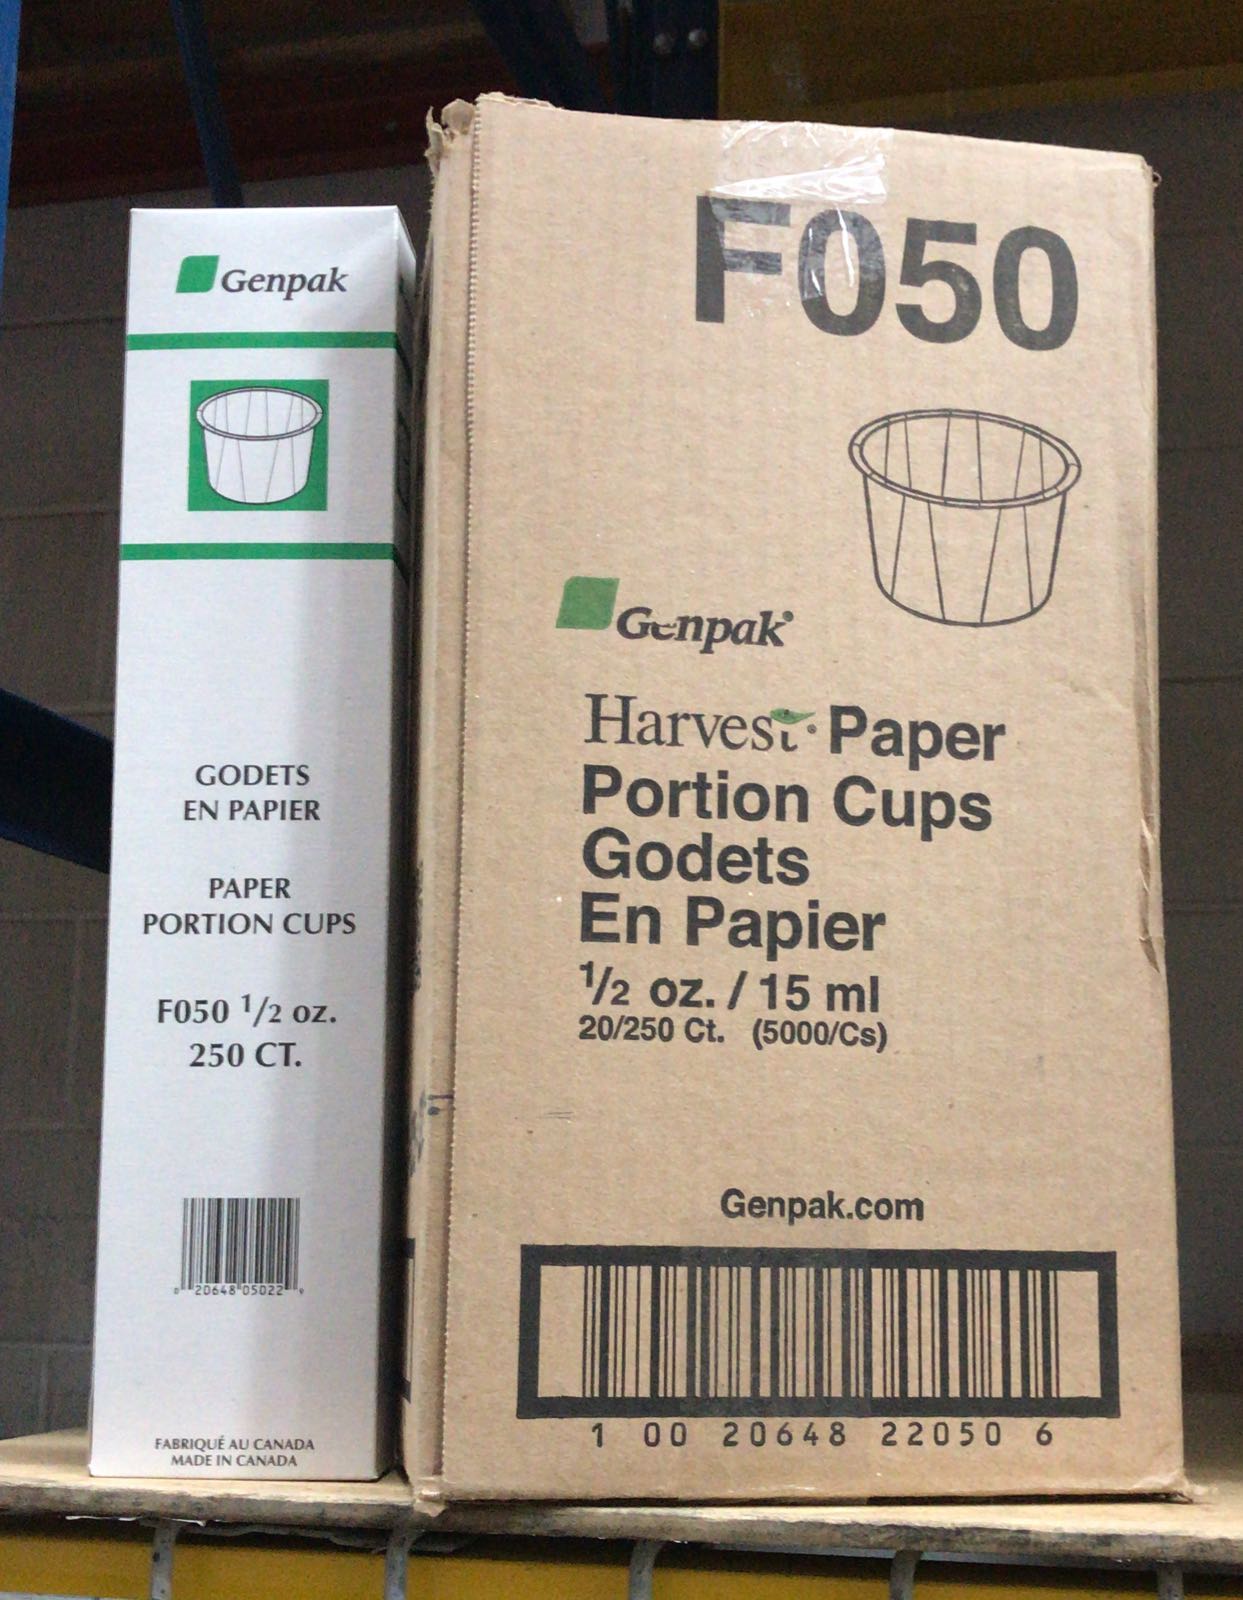 Genpak
GODETS
EN PAPIER
PAPER
PORTION CUPS
F050 1/2 oz.
250 CT.
0 20648 05022 9
FABRIQUÉ AU CANADA
MADE IN CANADA
F050
Genpak®
Harvest· Paper
Portion Cups
Godets
En Papier
1/2 oz. / 15 ml
20/250 Ct. (5000/Cs)
Genpak.com
1 00 20648 22050 6